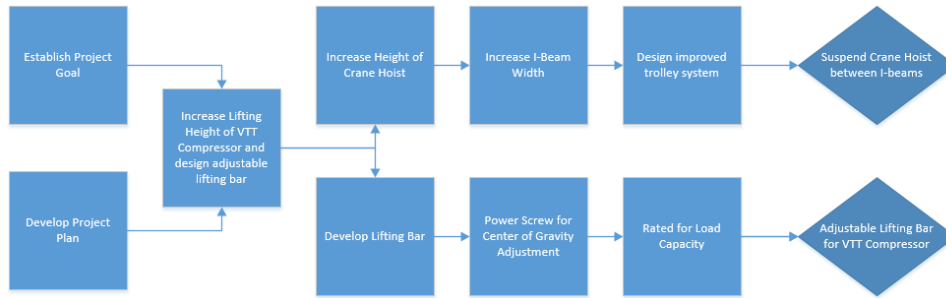 Establish Project
Goal
Develop Project
Plan
Increase Lifting
Height of VTT
Compressor and
design adjustable
lifting bar
Increase Height of
Crane Hoist
Increase I-Beam
Width
Design improved
trolley system
Suspend Crane Hoist
between I-beams
Develop Lifting Bar
Power Screw for
Center of Gravity
Adjustment
Rated for Load
Capacity
Adjustable Lifting Bar
for VTT Compressor